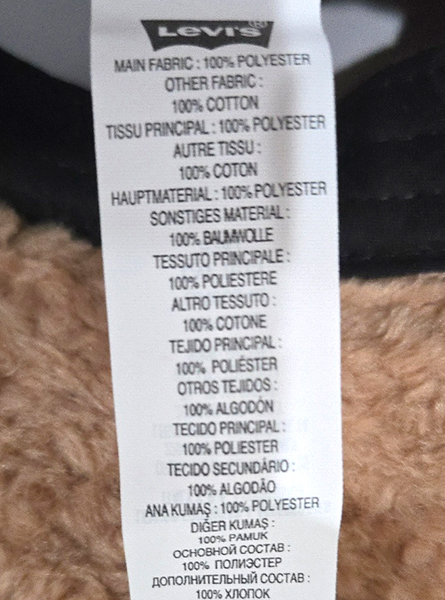 Levi's®
MAIN FABRIC : 100% POLYESTER
OTHER FABRIC :
100% COTTON
TISSU PRINCIPAL : 100% POLYESTER
AUTRE TISSU :
100% COTON
HAUPTMATERIAL : 100% POLYESTER
SONSTIGES MATERIAL :
100% BAUMWOLLE
TESSUTO PRINCIPALE :
100% POLIESTERE
ALTRO TESSUTO :
100% COTONE
TEJIDO PRINCIPAL :
100% POLIÉSTER
OTROS TEJIDOS :
100% ALGODÓN
TECIDO PRINCIPAL :
100% POLIESTER
TECIDO SECUNDÁRIO :
100% ALGODÃO
ANA KUMAŞ : 100% POLYESTER
DIĞER KUMAŞ :
100% PAMUK
ОСНОВНОЙ СОСТАВ :
100% ПОЛИЭСТЕР
ДОПОЛНИТЕЛЬНЫЙ СОСТАВ :
100% ХЛОПОК